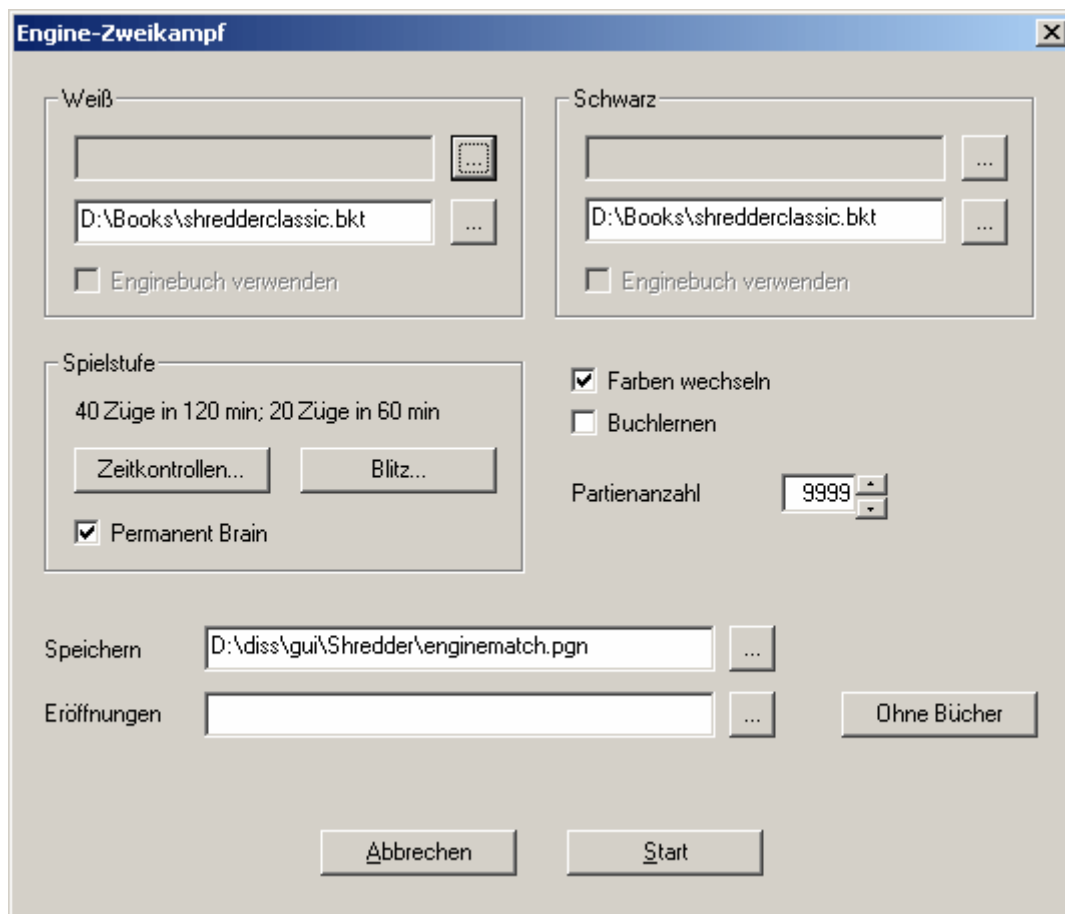 Engine-Zweikampf
Weiß
...
D:\Books\shredderclassic.bkt
...
Enginebuch verwenden
Schwarz
...
D:\Books\shredderclassic.bkt
...
Enginebuch verwenden
Spielstufe
40 Züge in 120 min; 20 Züge in 60 min
Zeitkontrollen...
Blitz...
Permanent Brain
Farben wechseln
Buchlernen
Partienanzahl
9999
Speichern
D:\diss\gui\Shredder\enginematch.pgn
...
Eröffnungen
...
Ohne Bücher
Abbrechen
Start